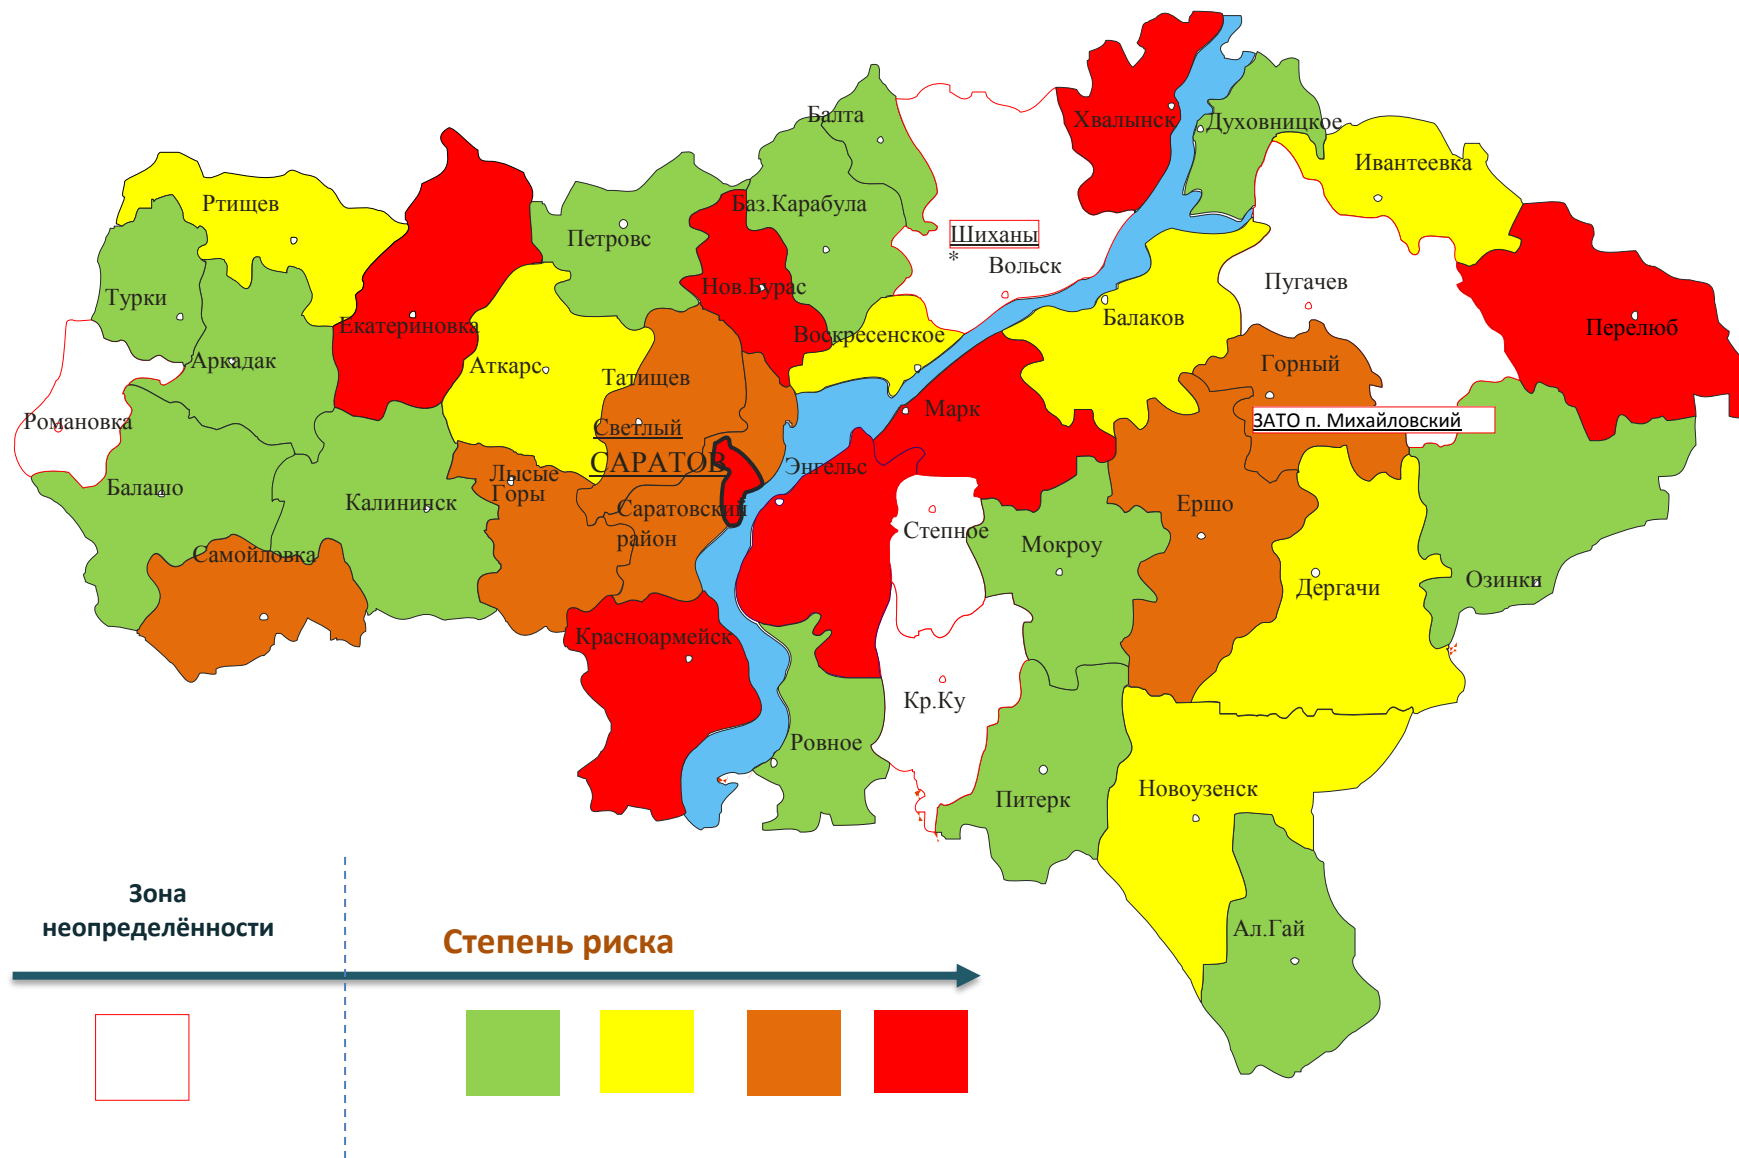 Балта
Хвалынск
Духовницкое
Ивантеевка
Ртищев
Баз.Карабула
Петровс
Шиханы
*
Вольск
Турки
Нов.Бурас
Пугачев
Екатериновка
Воскресенское
Балаков
Перелюб
Аркадак
Аткарс
Татищев
Горный
Романовка
Марк
ЗАТО п. Михайловский
Светлый
САРАТОВ
Энгельс
Лысые
Горы
Балашо
Калининск
Саратовский
район
Степное
Ершо
Мокроу
Самойловка
Дергачи
Озинки
Красноармейск
Кр.Ку
Ровное
Питерк
Новоузенск
Ал.Гай
Зона
неопределённости
Степень риска